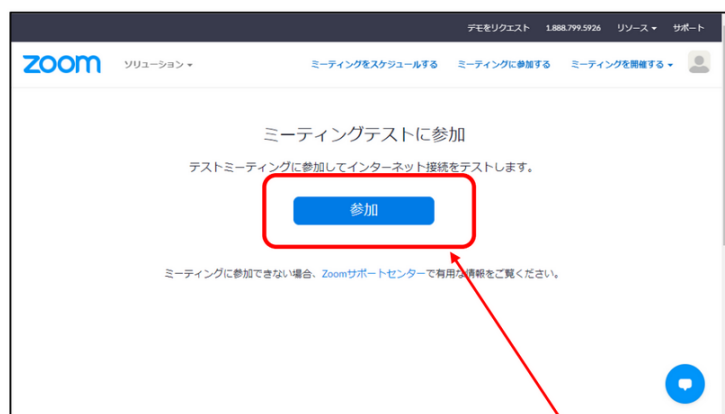 デモをリクエスト 1.888.799.5926 リソース サポート
zoom ソリューション ミーティングをスケジュールする ミーティングに参加する ミーティングを開催する
ミーティングテストに参加
テストミーティングに参加してインターネット接続をテストします。
参加
ミーティングに参加できない場合、Zoomサポートセンターで有用な情報をご覧ください。